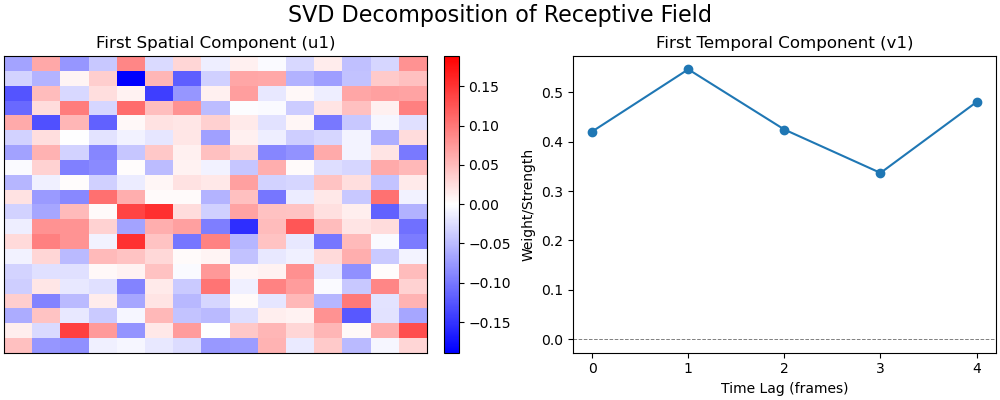 SVD Decomposition of Receptive Field
First Spatial Component (u1)
0.15
0.10
0.05
0.00
−0.05
−0.10
−0.15
First Temporal Component (v1)
Weight/Strength
0.5
0.4
0.3
0.2
0.1
0.0
0 1 2 3 4
Time Lag (frames)